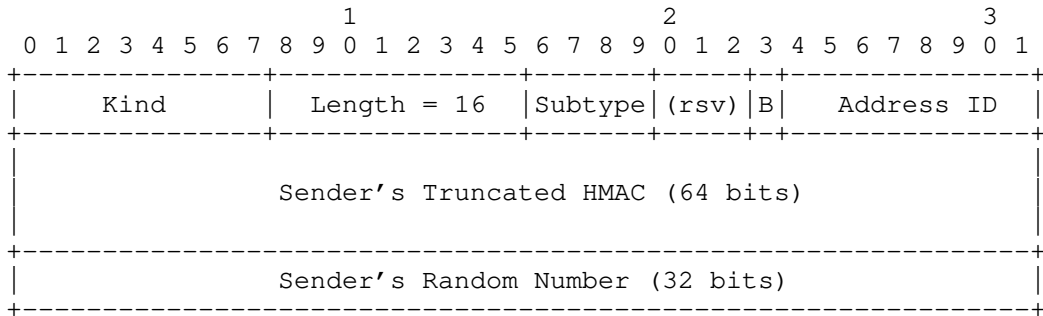 1                   2                   3
 0 1 2 3 4 5 6 7 8 9 0 1 2 3 4 5 6 7 8 9 0 1 2 3 4 5 6 7 8 9 0 1
+---------------+---------------+-------+-----+-+---------------+
|     Kind      |  Length = 16  |Subtype|(rsv)|B|   Address ID  |
+---------------+---------------+-------+-----+-+---------------+
|                                                               |
|                Sender's Truncated HMAC (64 bits)              |
|                                                               |
+---------------------------------------------------------------+
|                Sender's Random Number (32 bits)               |
+---------------------------------------------------------------+